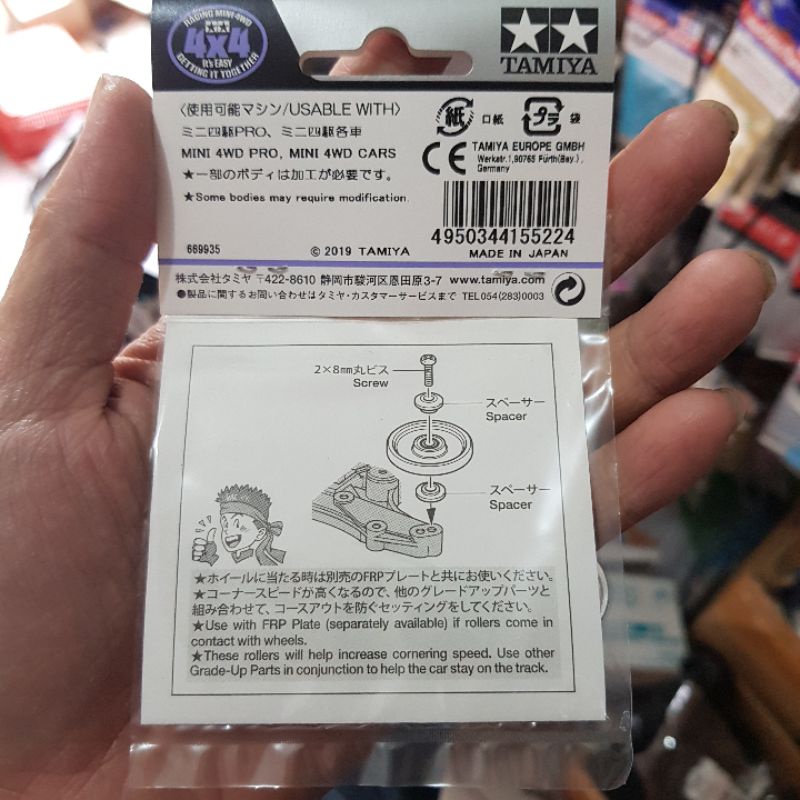 RACING MINI 4WD
4x4
It's EASY
GETTING IT TOGETHER
TAMIYA
〈使用可能マシン/USABLE WITH〉
ミニ四駆PRO、ミニ四駆各車
MINI 4WD PRO, MINI 4WD CARS
★一部のボディは加工が必要です。
★Some bodies may require modification.
紙 口紙
プラ 袋
CE
TAMIYA EUROPE GMBH
Werkstr.1,90765 Fürth(Bay.),
Germany
4950344155224
669935
© 2019 TAMIYA
MADE IN JAPAN
株式会社タミヤ 〒422-8610 静岡市駿河区恩田原3-7 www.tamiya.com
●製品に関するお問い合わせはタミヤ・カスタマーサービスまで TEL054(283)0003
2×8㎜丸ビス
Screw
スペーサー
Spacer
スペーサー
Spacer
★ホイールに当たる時は別売のFRPプレートと共にお使いください。
★コーナースピードが高くなるので、他のグレードアップパーツと
組み合わせて、コースアウトを防ぐセッティングをしてください。
★Use with FRP Plate (separately available) if rollers come in
contact with wheels.
★These rollers will help increase cornering speed. Use other
Grade-Up Parts in conjunction to help the car stay on the track.